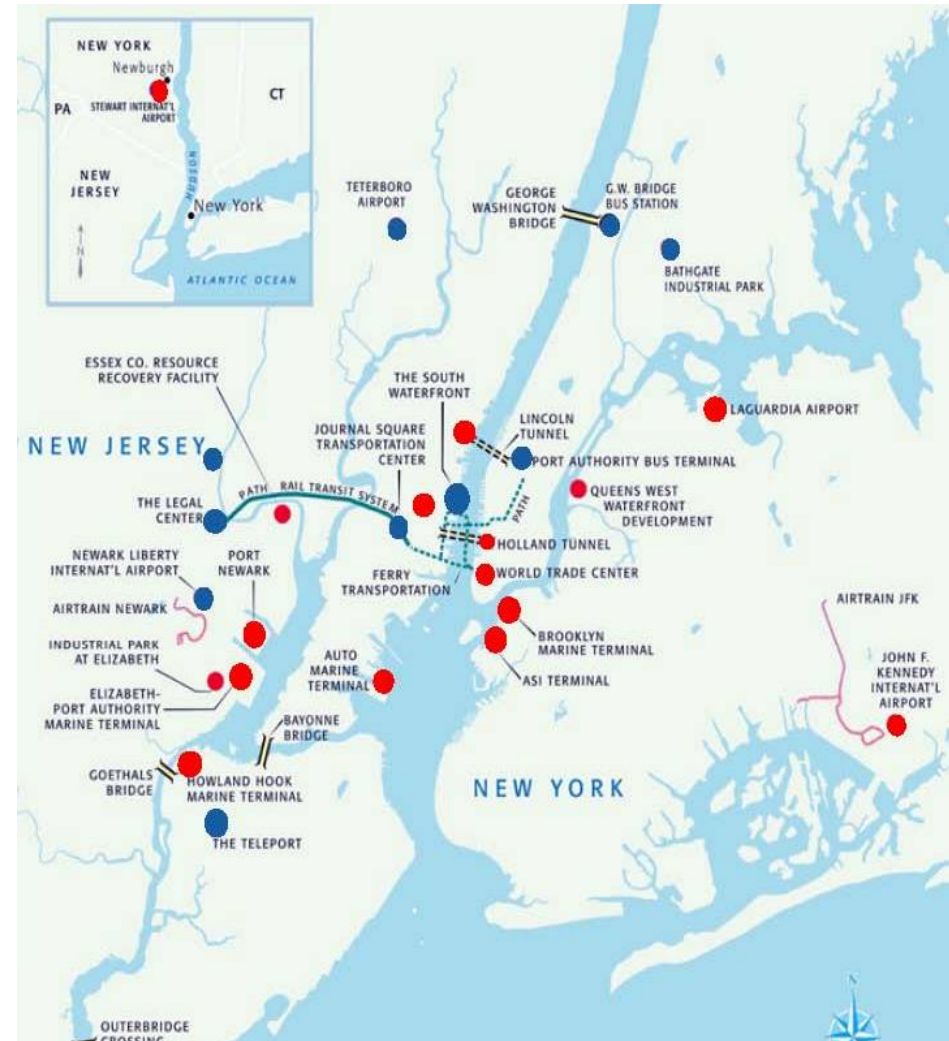 NEW YORK
Newburgh
PA
STEWART INTERNAT'L
AIRPORT
CT
NEW
JERSEY
HUDSON
New York
N
ATLANTIC OCEAN
TETERBORO
AIRPORT
GEORGE
WASHINGTON
BRIDGE
G.W. BRIDGE
BUS STATION
BATHGATE
INDUSTRIAL PARK
ESSEX CO. RESOURCE
RECOVERY FACILITY
THE SOUTH
WATERFRONT
JOURNAL SQUARE
TRANSPORTATION
CENTER
LINCOLN
TUNNEL
LAGUARDIA AIRPORT
NEW JERSEY
PORT AUTHORITY BUS TERMINAL
PATH RAIL TRANSIT SYSTEM
PATH
THE LEGAL
CENTER
QUEENS WEST
WATERFRONT
DEVELOPMENT
HOLLAND TUNNEL
NEWARK LIBERTY
INTERNAT'L AIRPORT
PORT
NEWARK
FERRY
TRANSPORTATION
WORLD TRADE CENTER
AIRTRAIN NEWARK
AIRTRAIN JFK
INDUSTRIAL PARK
AT ELIZABETH
AUTO
MARINE
TERMINAL
BROOKLYN
MARINE TERMINAL
ASI TERMINAL
JOHN F.
KENNEDY
INTERNAT'L
AIRPORT
ELIZABETH-
PORT AUTHORITY
MARINE TERMINAL
BAYONNE
BRIDGE
GOETHALS
BRIDGE
HOWLAND HOOK
MARINE TERMINAL
NEW YORK
THE TELEPORT
N
OUTERBRIDGE
CROSSING